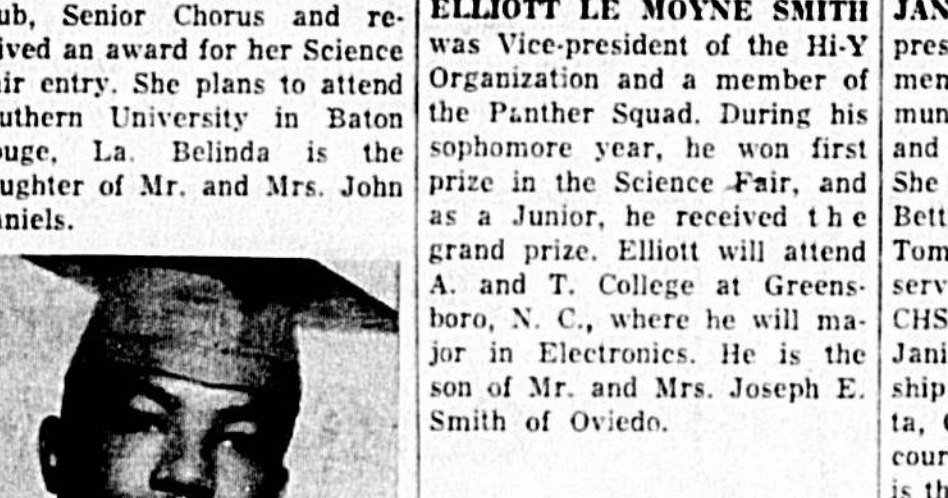 ub, Senior Chorus and re-
ived an award for her Science
ir entry. She plans to attend
uthern University in Baton
ouge, La. Belinda is the
ughter of Mr. and Mrs. John
niels.
ELLIOTT LE MOYNE SMITH
was Vice-president of the Hi-Y
Organization and a member of
the Panther Squad. During his
sophomore year, he won first
prize in the Science Fair, and
as a Junior, he received the
grand prize. Elliott will attend
A. and T. College at Greens-
boro, N. C., where he will ma-
jor in Electronics. He is the
son of Mr. and Mrs. Joseph E.
Smith of Oviedo.
JAN
pres
men
mun
and
She
Bett
Tom
serv
CHS
Jani
ship
ta,
cour
is th